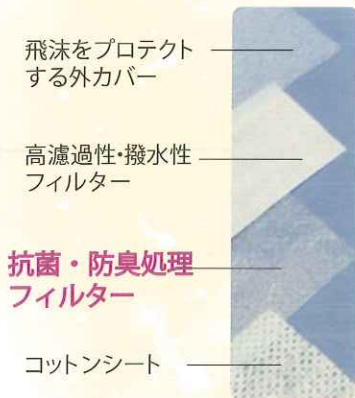 飛沫をプロテクト
する外カバー
高濾過性・撥水性
フィルター
抗菌・防臭処理
フィルター
コットンシート